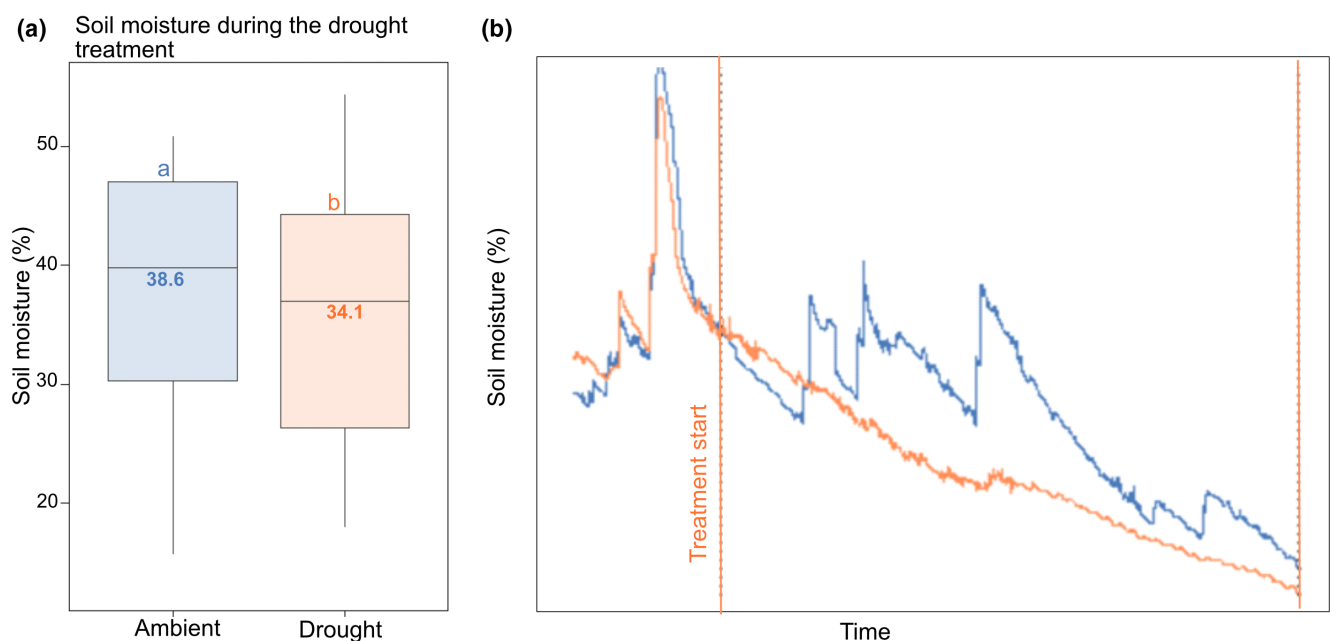 (a)
Soil moisture during the drought
treatment
Soil moisture (%)
50
40
30
20
a
38.6
b
34.1
Ambient
Drought
(b)
Soil moisture (%)
Treatment start
Time